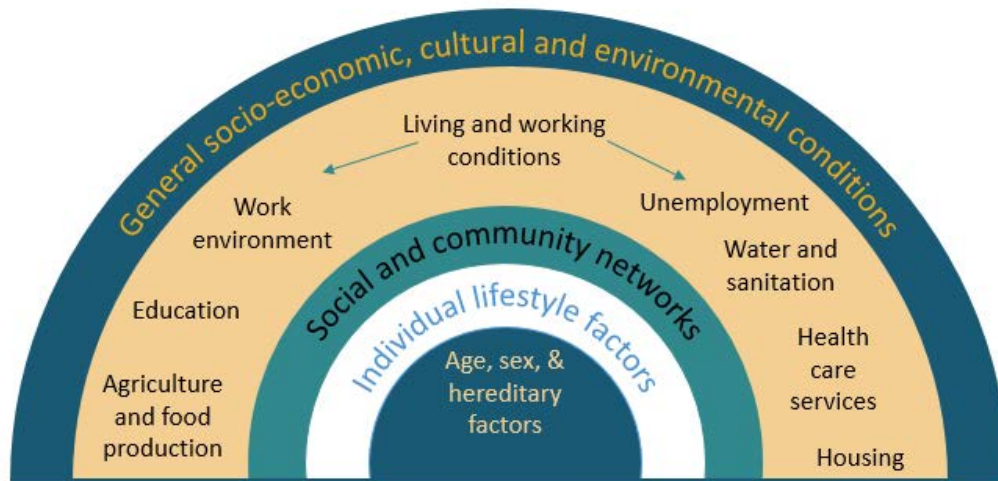 General socio-economic, cultural and environmental conditions
Living and working
conditions
Work
environment
Unemployment
Education
Water and
sanitation
Agriculture
and food
production
Health
care
services
Housing
Social and community networks
Individual lifestyle factors
Age, sex, &
hereditary
factors